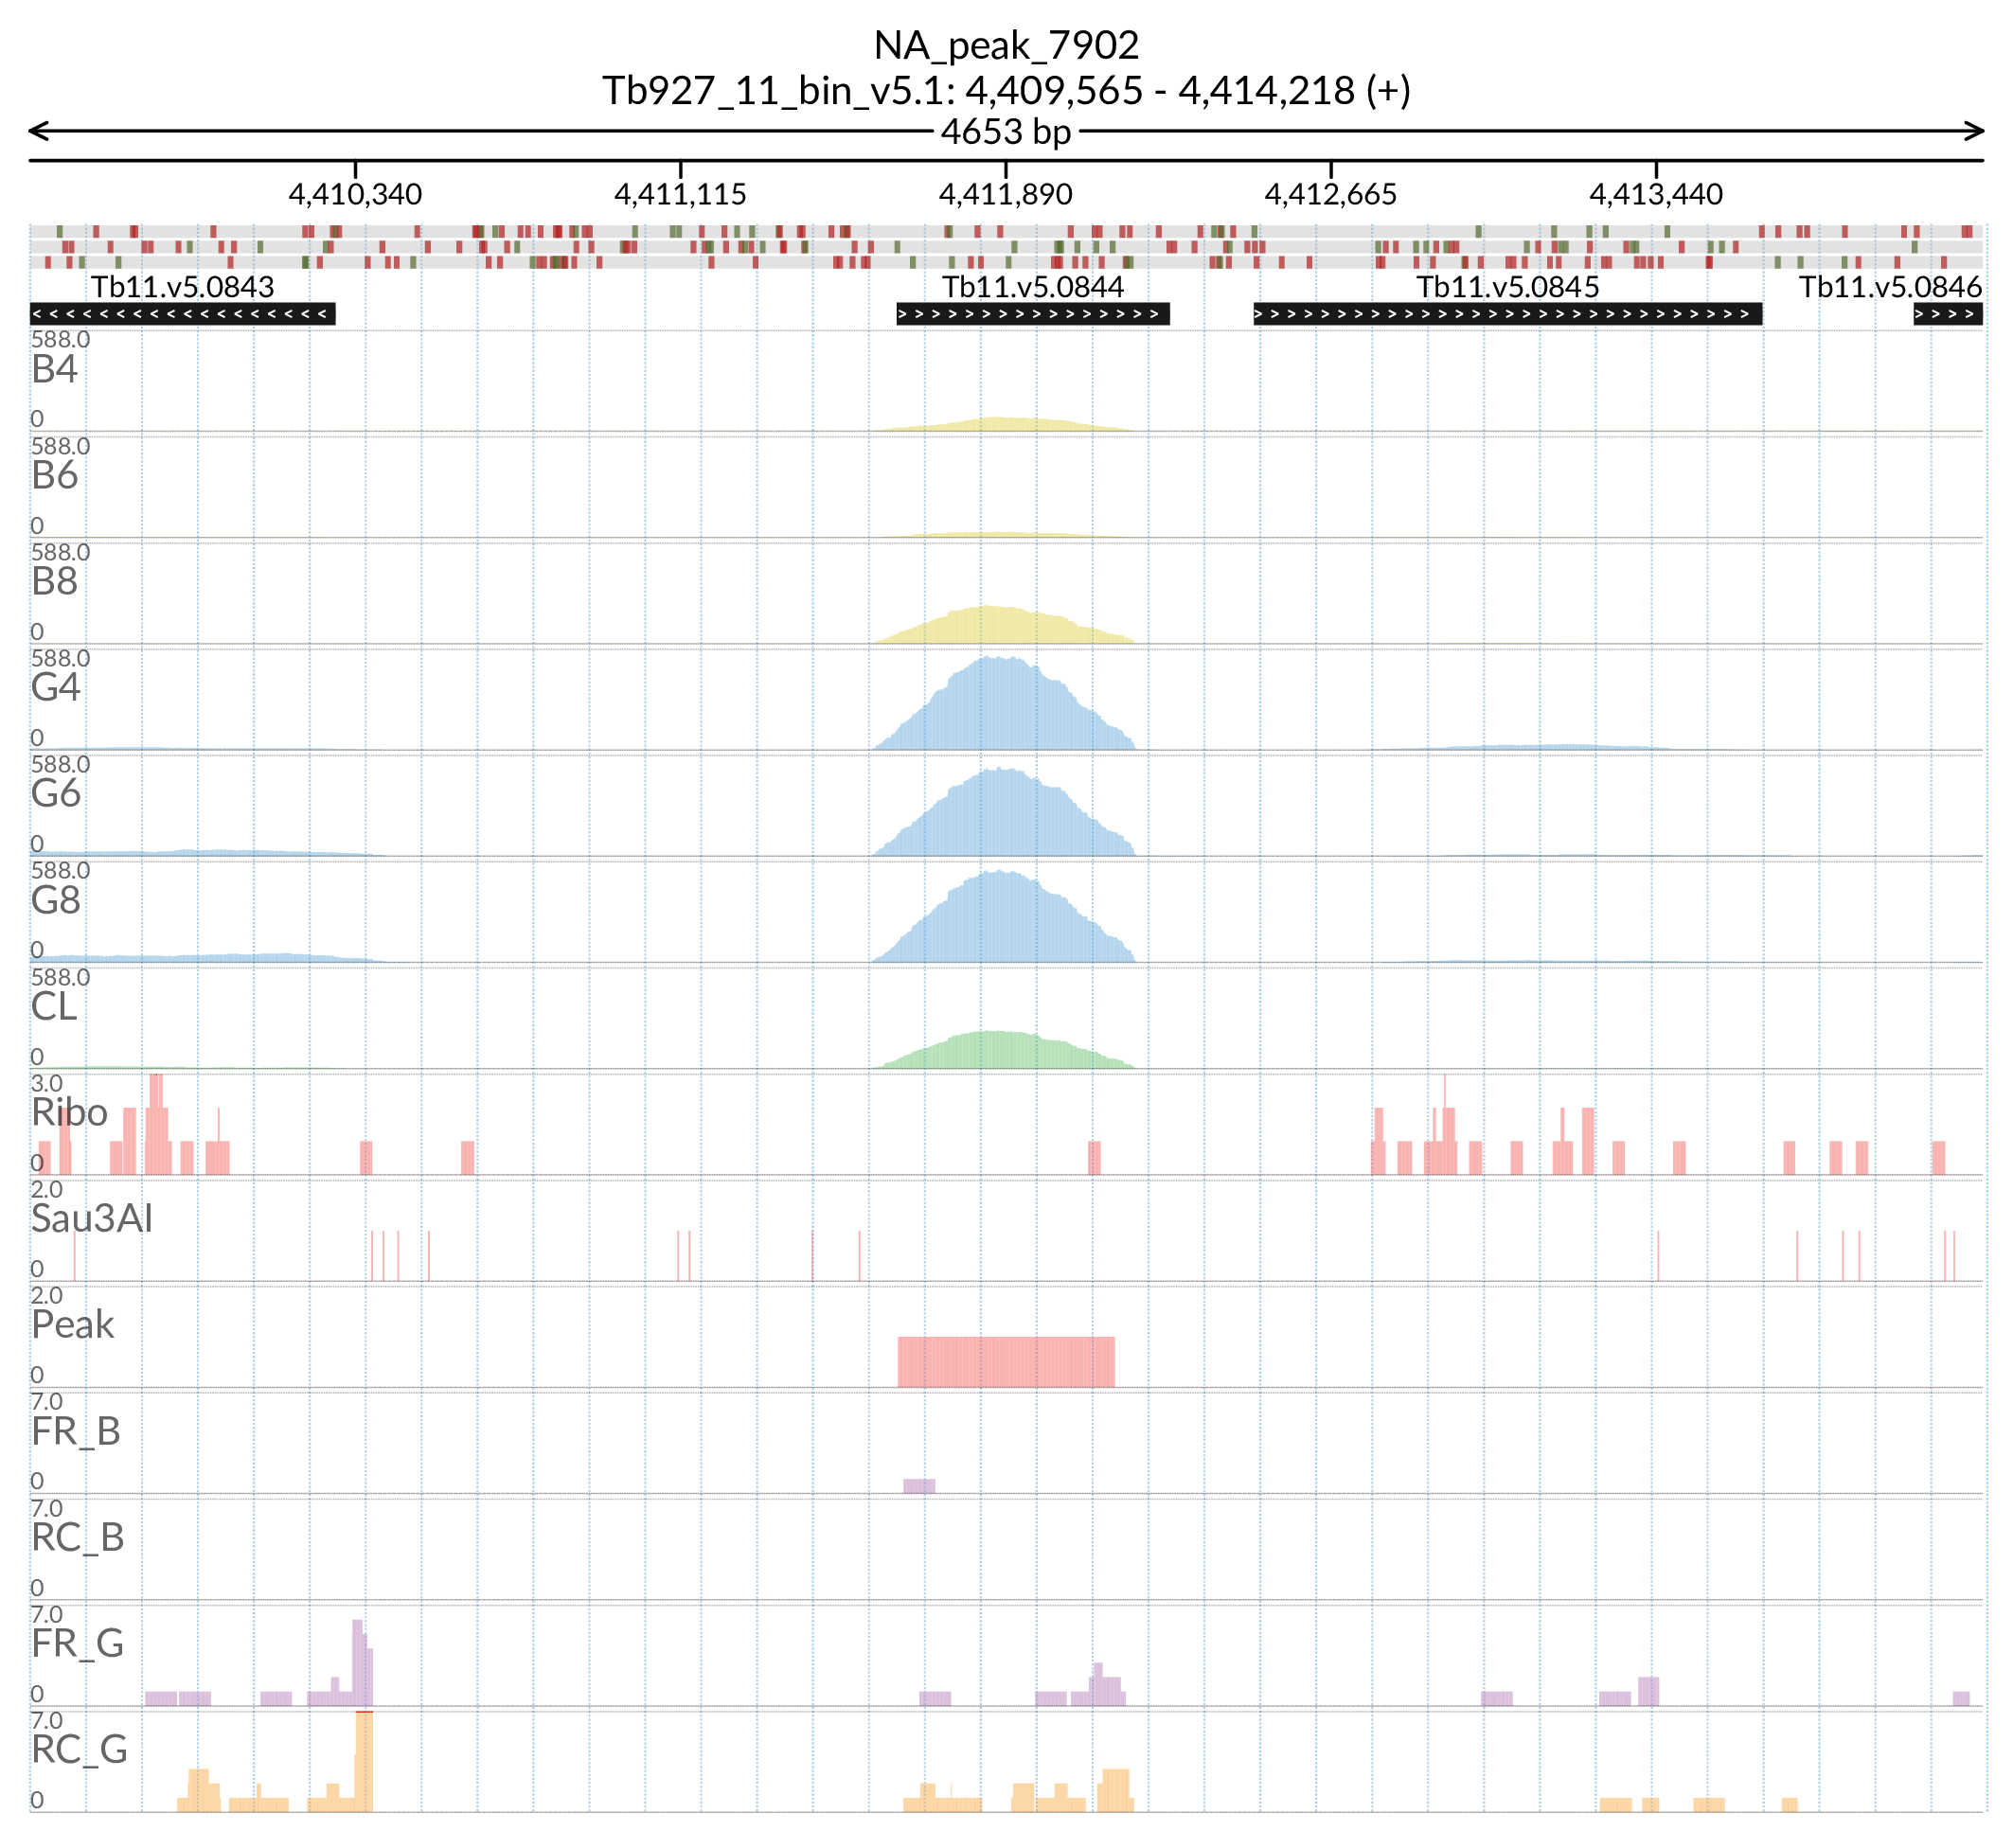 NA_peak_7902
Tb927_11_bin_v5.1: 4,409,565 - 4,414,218 (+)
4653 bp
4,410,340 4,411,115 4,411,890 4,412,665 4,413,440
Tb11.v5.0843 Tb11.v5.0844 Tb11.v5.0845 Tb11.v5.0846
588.0
B4
0
588.0
B6
0
588.0
B8
0
588.0
G4
0
588.0
G6
0
588.0
G8
0
588.0
CL
0
3.0
Ribo
0
2.0
Sau3AI
0
2.0
Peak
0
7.0
FR_B
0
7.0
RC_B
0
7.0
FR_G
0
7.0
RC_G
0